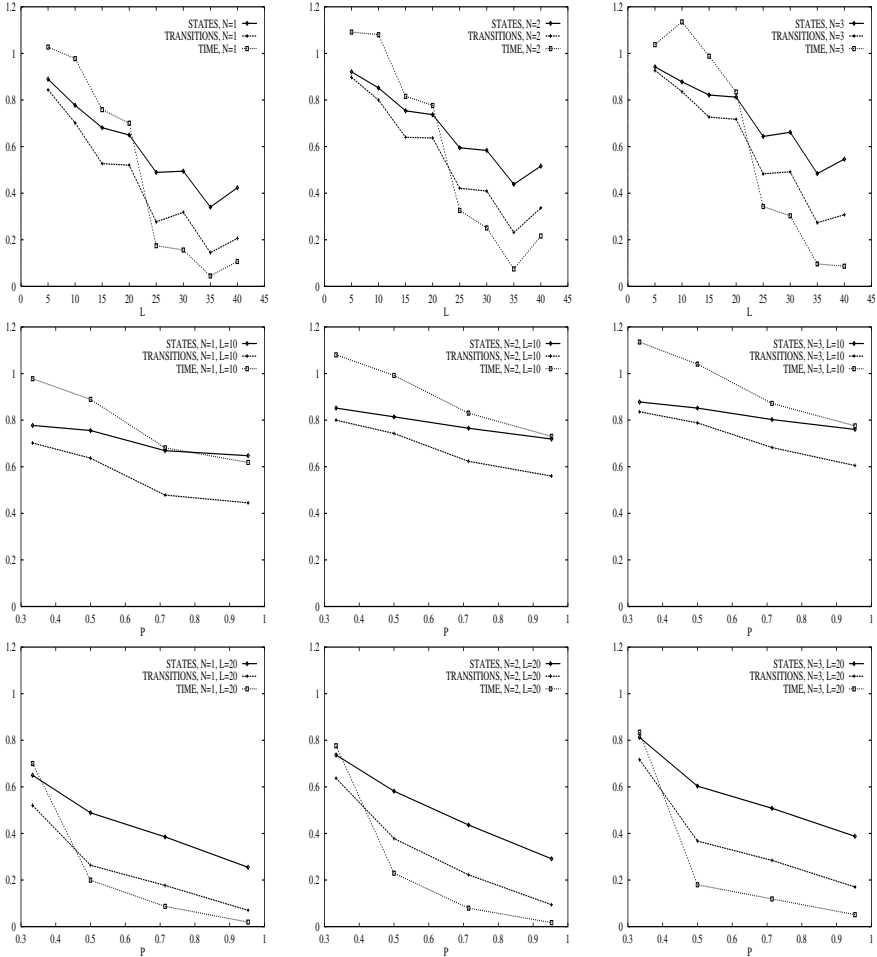 STATES, N=1
TRANSITIONS, N=1
TIME, N=1
1.2
1
0.8
0.6
0.4
0.2
0
0 5 10 15 20 25 30 35 40 45
L
STATES, N=2
TRANSITIONS, N=2
TIME, N=2
1.2
1
0.8
0.6
0.4
0.2
0
0 5 10 15 20 25 30 35 40 45
L
STATES, N=3
TRANSITIONS, N=3
TIME, N=3
1.2
1
0.8
0.6
0.4
0.2
0
0 5 10 15 20 25 30 35 40 45
L
STATES, N=1, L=10
TRANSITIONS, N=1, L=10
TIME, N=1, L=10
1.2
1
0.8
0.6
0.4
0.2
0
0.3 0.4 0.5 0.6 0.7 0.8 0.9 1
P
STATES, N=2, L=10
TRANSITIONS, N=2, L=10
TIME, N=2, L=10
1.2
1
0.8
0.6
0.4
0.2
0
0.3 0.4 0.5 0.6 0.7 0.8 0.9 1
P
STATES, N=3, L=10
TRANSITIONS, N=3, L=10
TIME, N=3, L=10
1.2
1
0.8
0.6
0.4
0.2
0
0.3 0.4 0.5 0.6 0.7 0.8 0.9 1
P
STATES, N=1, L=20
TRANSITIONS, N=1, L=20
TIME, N=1, L=20
1.2
1
0.8
0.6
0.4
0.2
0
0.3 0.4 0.5 0.6 0.7 0.8 0.9 1
P
STATES, N=2, L=20
TRANSITIONS, N=2, L=20
TIME, N=2, L=20
1.2
1
0.8
0.6
0.4
0.2
0
0.3 0.4 0.5 0.6 0.7 0.8 0.9 1
P
STATES, N=3, L=20
TRANSITIONS, N=3, L=20
TIME, N=3, L=20
1.2
1
0.8
0.6
0.4
0.2
0
0.3 0.4 0.5 0.6 0.7 0.8 0.9 1
P